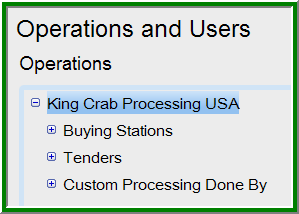 Operations and Users
Operations
King Crab Processing USA
Buying Stations
Tenders
Custom Processing Done By